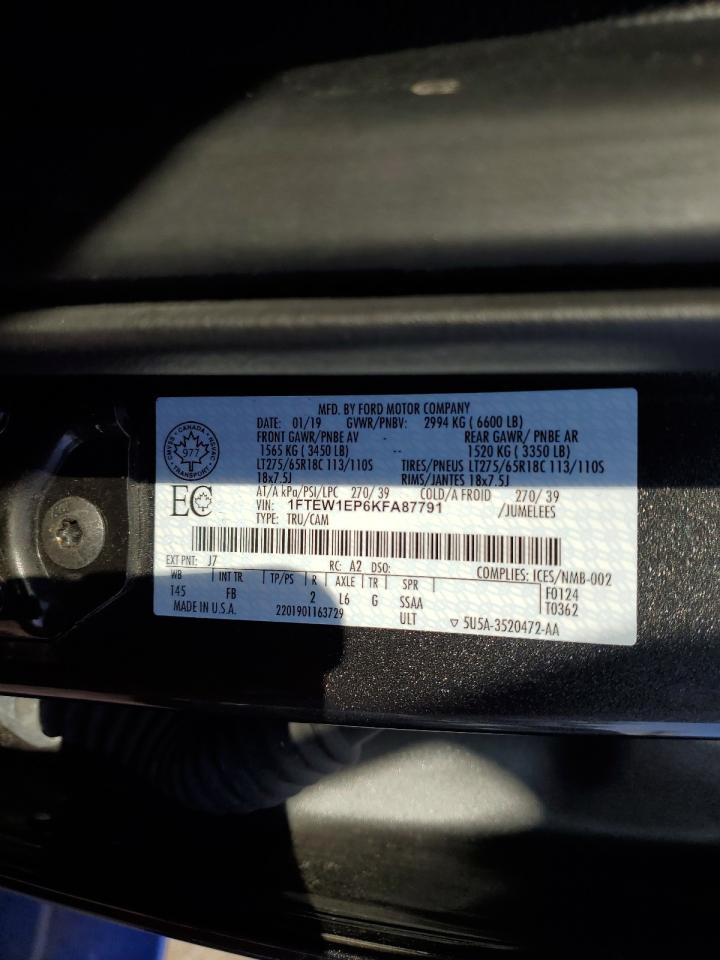 MFD. BY FORD MOTOR COMPANY
DATE: 01/19 GVWR/PNBV: 2994 KG ( 6600 LB)
FRONT GAWR/PNBE AV REAR GAWR/ PNBE AR
1565 KG ( 3450 LB) -- 1520 KG ( 3350 LB)
LT275/65R18C 113/110S TIRES/PNEUS LT275/65R18C 113/110S
18x7.5J RIMS/JANTES 18x7.5J
AT/A kPa/PSI/LPC 270/ 39 COLD/A FROID 270/ 39
VIN: 1FTEW1EP6KFA87791 /JUMELEES
TYPE: TRU/CAM
CANADA
977
TRANSPORT
EC
EXT PNT: J7 RC: A2 DSO: COMPLIES: ICES/NMB-002
WB INT TR TP/PS R AXLE TR SPR F0124
145 FB 2 L6 G SSAA T0362
MADE IN U.S.A. 2201901163729 ULT ▽ 5U5A-3520472-AA